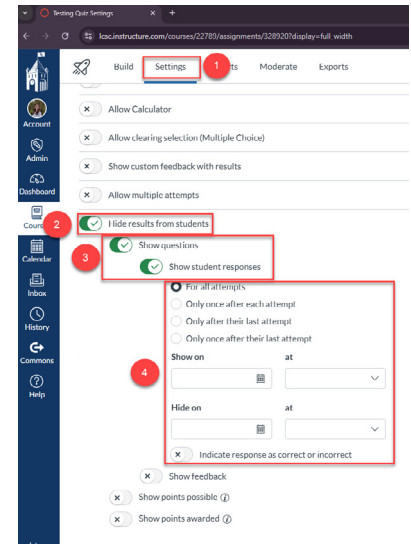 Testing Quiz Settings
lcsc.instructure.com/courses/22789/assignments/328920?display=full_width
Build Settings 1 ts Moderate Exports
Account
Admin
Dashboard
Cours
Calendar
Inbox
History
Commons
Help
Allow Calculator
Allow clearing selection (Multiple Choice)
Show custom feedback with results
Allow multiple attempts
2 Hide results from students
3 Show questions
Show student responses
For all attempts
Only once after each attempt
Only after their last attempt
Only once after their last attempt
4
Show on at
Hide on at
Indicate response as correct or incorrect
Show feedback
Show points possible
Show points awarded